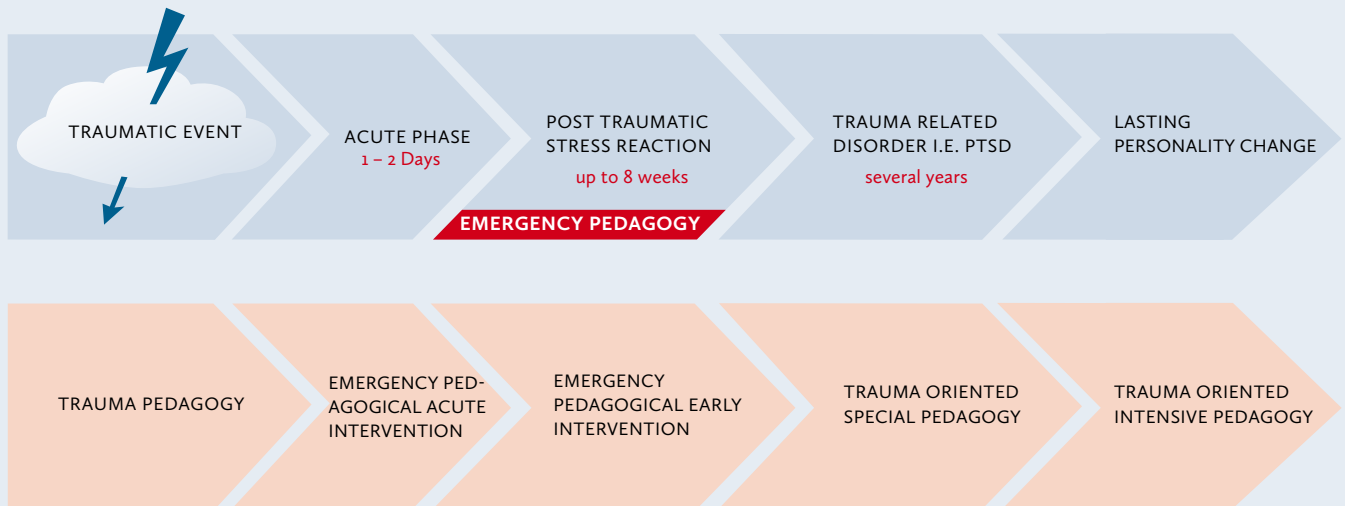 TRAUMATIC EVENT
ACUTE PHASE
1 – 2 Days
POST TRAUMATIC
STRESS REACTION
up to 8 weeks
EMERGENCY PEDAGOGY
TRAUMA RELATED
DISORDER I.E. PTSD
several years
LASTING
PERSONALITY CHANGE
TRAUMA PEDAGOGY
EMERGENCY PED-
AGOGICAL ACUTE
INTERVENTION
EMERGENCY
PEDAGOGICAL EARLY
INTERVENTION
TRAUMA ORIENTED
SPECIAL PEDAGOGY
TRAUMA ORIENTED
INTENSIVE PEDAGOGY